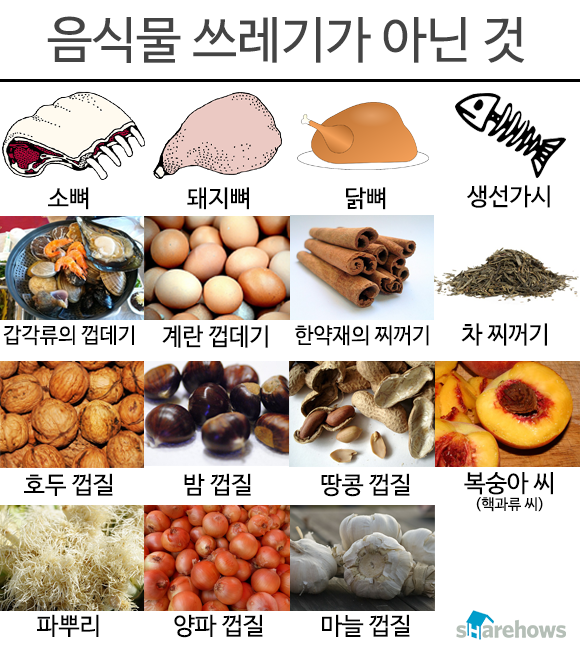 음식물 쓰레기가 아닌 것
소뼈
돼지뼈
닭뼈
생선가시
갑각류의 껍데기
계란 껍데기
한약재의 찌꺼기
차 찌꺼기
호두 껍질
밤 껍질
땅콩 껍질
복숭아 씨
(핵과류 씨)
파뿌리
양파 껍질
마늘 껍질
sHarehows